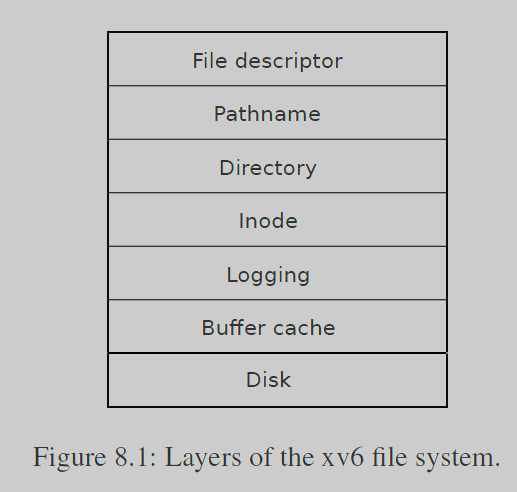 File descriptor
Pathname
Directory
Inode
Logging
Buffer cache
Disk
Figure 8.1: Layers of the xv6 file system.